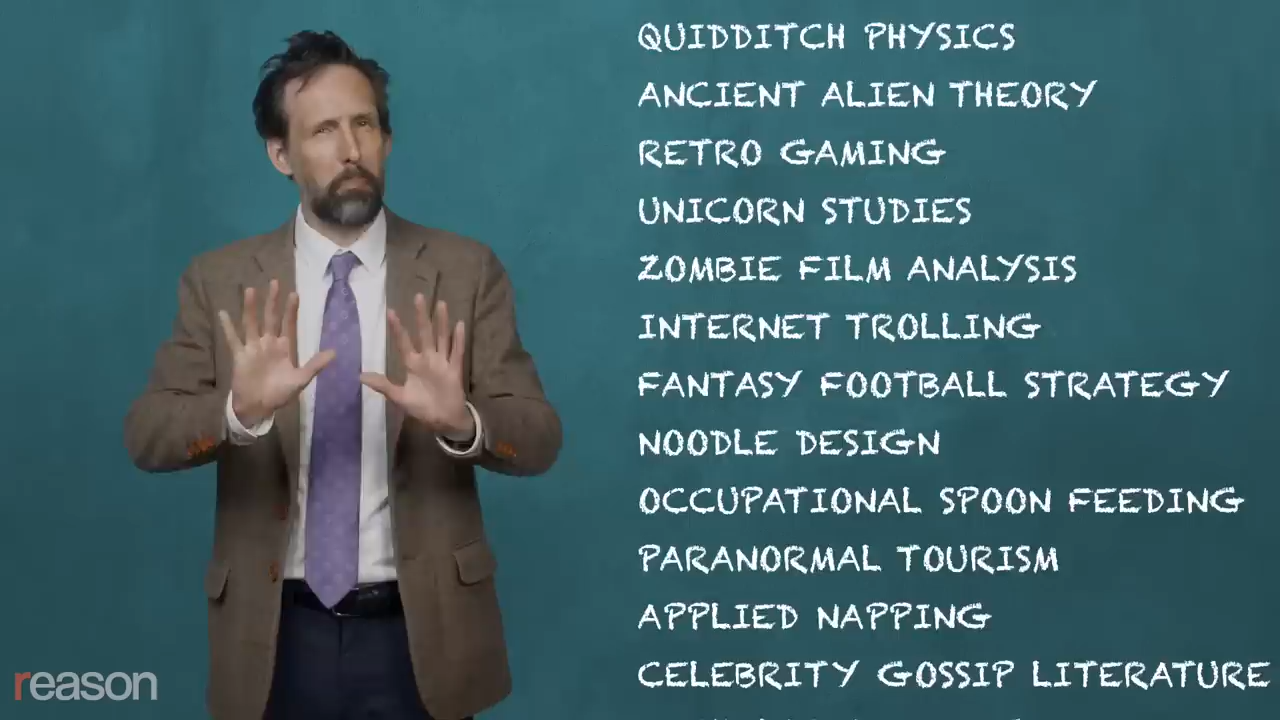 QUIDDITCH PHYSICS
ANCIENT ALIEN THEORY
RETRO GAMING
UNICORN STUDIES
ZOMBIE FILM ANALYSIS
INTERNET TROLLING
FANTASY FOOTBALL STRATEGY
NOODLE DESIGN
OCCUPATIONAL SPOON FEEDING
PARANORMAL TOURISM
APPLIED NAPPING
CELEBRITY GOSSIP LITERATURE
reason